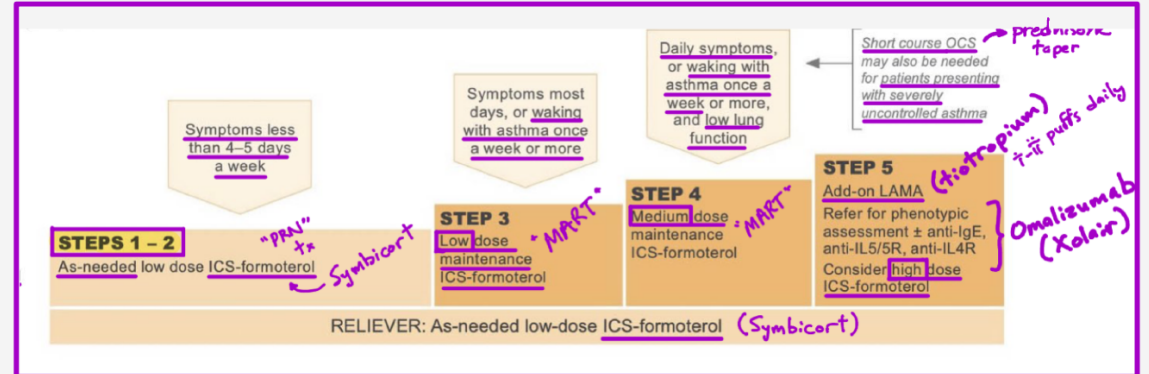 Symptoms less
than 4–5 days
a week
Symptoms most
days, or waking
with asthma once
a week or more
Daily symptoms,
or waking with
asthma once a
week or more,
and low lung
function
Short course OCS
may also be needed
for patients presenting
with severely
uncontrolled asthma
prednisone
taper
STEPS 1 – 2
As-needed low dose ICS-formoterol
"PRN"
tx
Symbicort
STEP 3
Low dose
maintenance
ICS-formoterol
"MART"
STEP 4
Medium dose
maintenance
ICS-formoterol
"MART"
STEP 5
Add-on LAMA
Refer for phenotypic
assessment ± anti-IgE,
anti-IL5/5R, anti-IL4R
Consider high dose
ICS-formoterol
(tiotropium)
i-ii puffs daily
Omalizumab
(Xolair)
RELIEVER: As-needed low-dose ICS-formoterol (Symbicort)